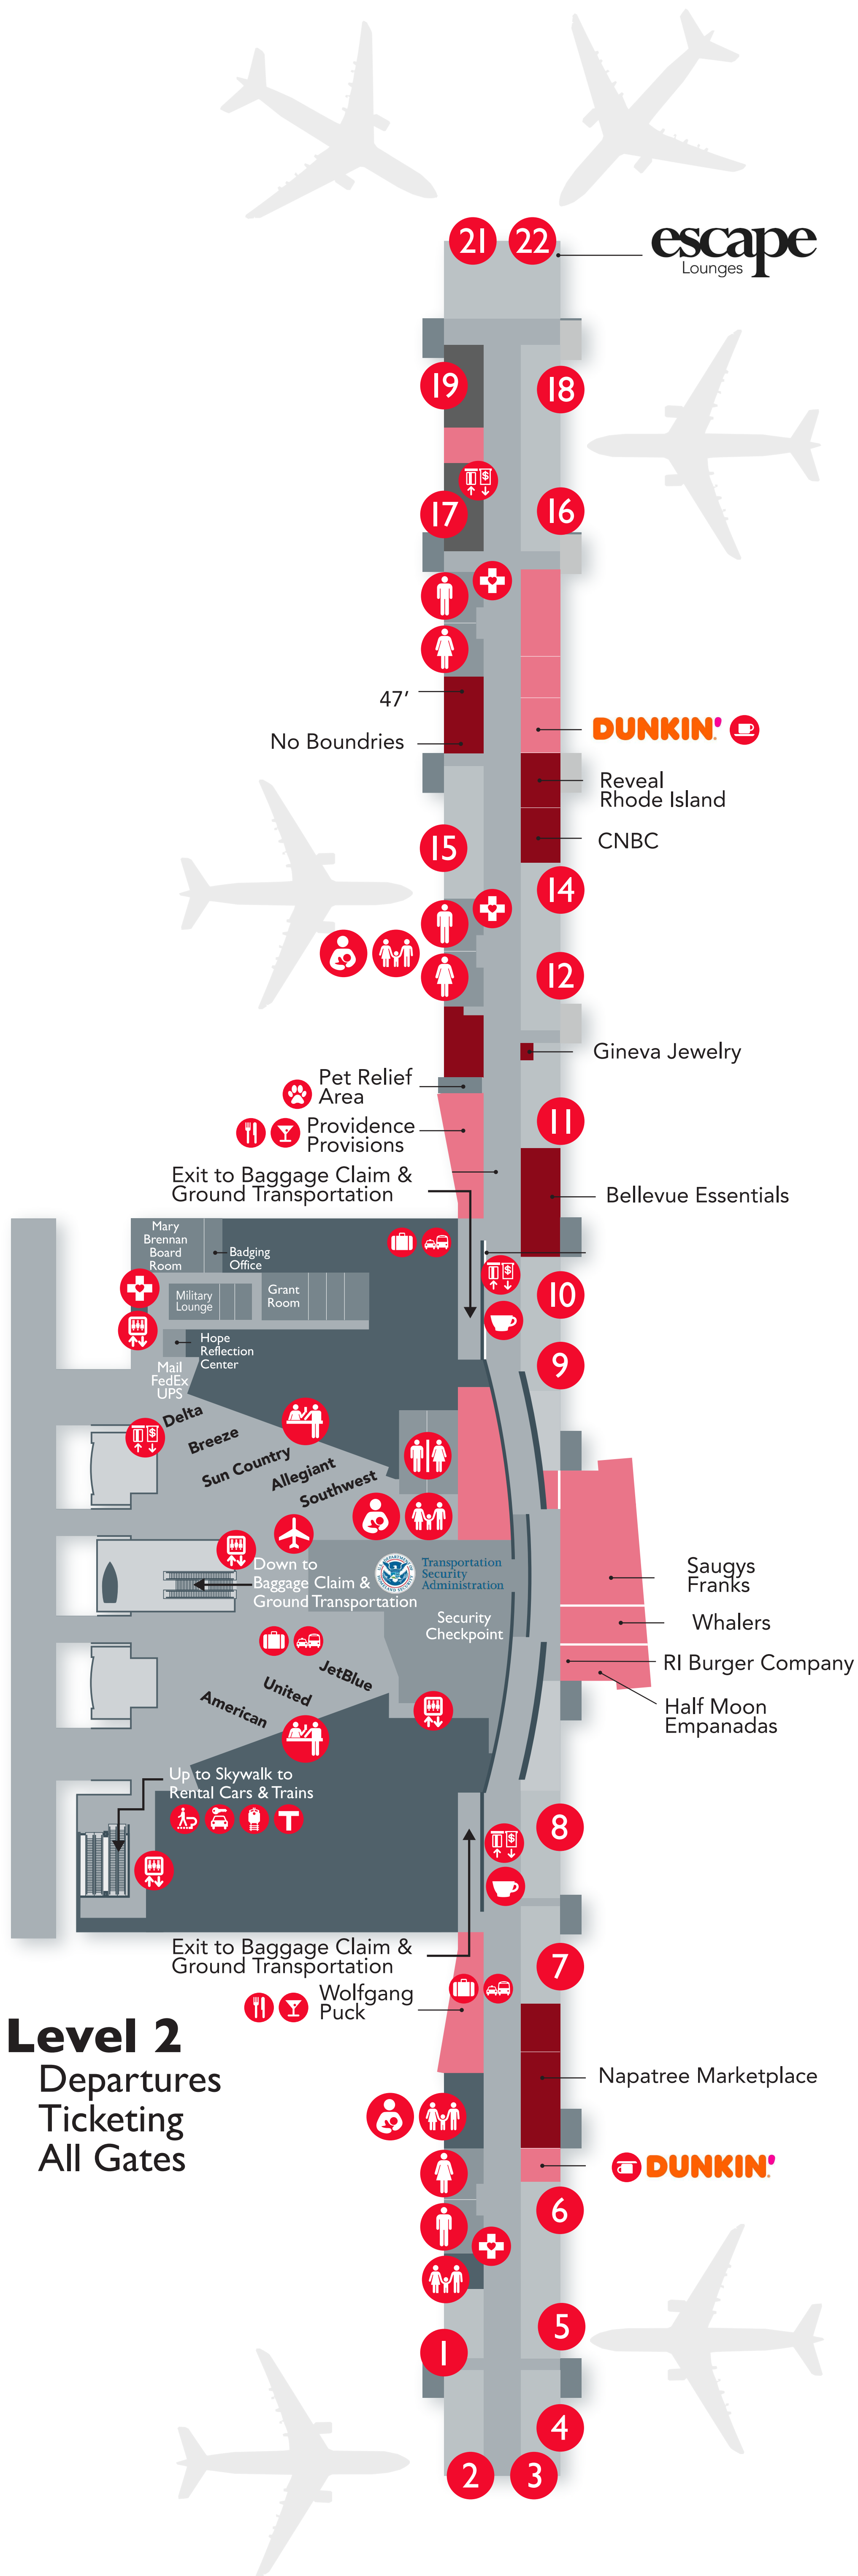 21
22
escape
Lounges
19
18
17
16
47'
No Boundries
DUNKIN'
Reveal
Rhode Island
CNBC
15
14
12
Gineva Jewelry
Pet Relief
Area
11
Providence
Provisions
Exit to Baggage Claim &
Ground Transportation
Bellevue Essentials
Mary
Brennan
Board
Room
Badging
Office
Military
Lounge
Grant
Room
10
Hope
Reflection
Center
9
Mail
FedEx
UPS
Delta
Breeze
Sun Country
Allegiant
Southwest
Down to
Baggage Claim &
Ground Transportation
Transportation
Security
Administration
Security
Checkpoint
Saugys
Franks
Whalers
RI Burger Company
Half Moon
Empanadas
JetBlue
United
American
Up to Skywalk to
Rental Cars & Trains
T
8
Exit to Baggage Claim &
Ground Transportation
7
Wolfgang
Puck
Level 2
Departures
Ticketing
All Gates
Napatree Marketplace
DUNKIN'
6
5
1
4
2
3